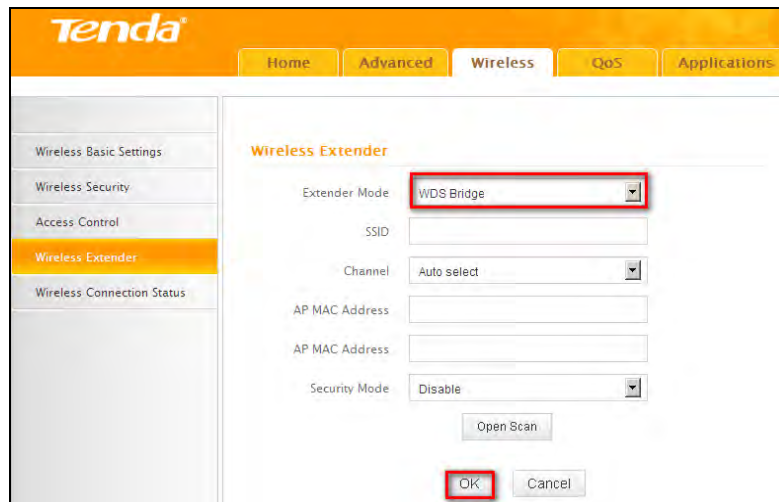 Tenda®
Home Advanced Wireless QoS Applications
Wireless Basic Settings
Wireless Security
Access Control
Wireless Extender
Wireless Connection Status
Wireless Extender
Extender Mode WDS Bridge
SSID
Channel Auto select
AP MAC Address
AP MAC Address
Security Mode Disable
Open Scan
OK Cancel